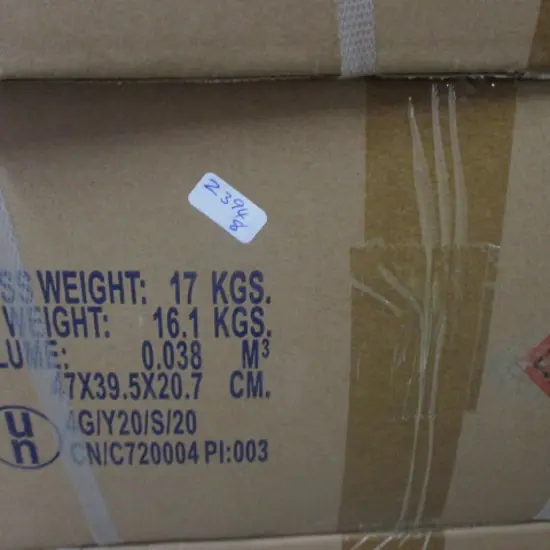 N
3948
SS WEIGHT: 17 KGS.
WEIGHT: 16.1 KGS.
LUME: 0.038 M³
47X39.5X20.7 CM.
un
4G/Y20/S/20
CN/C720004 PI:003